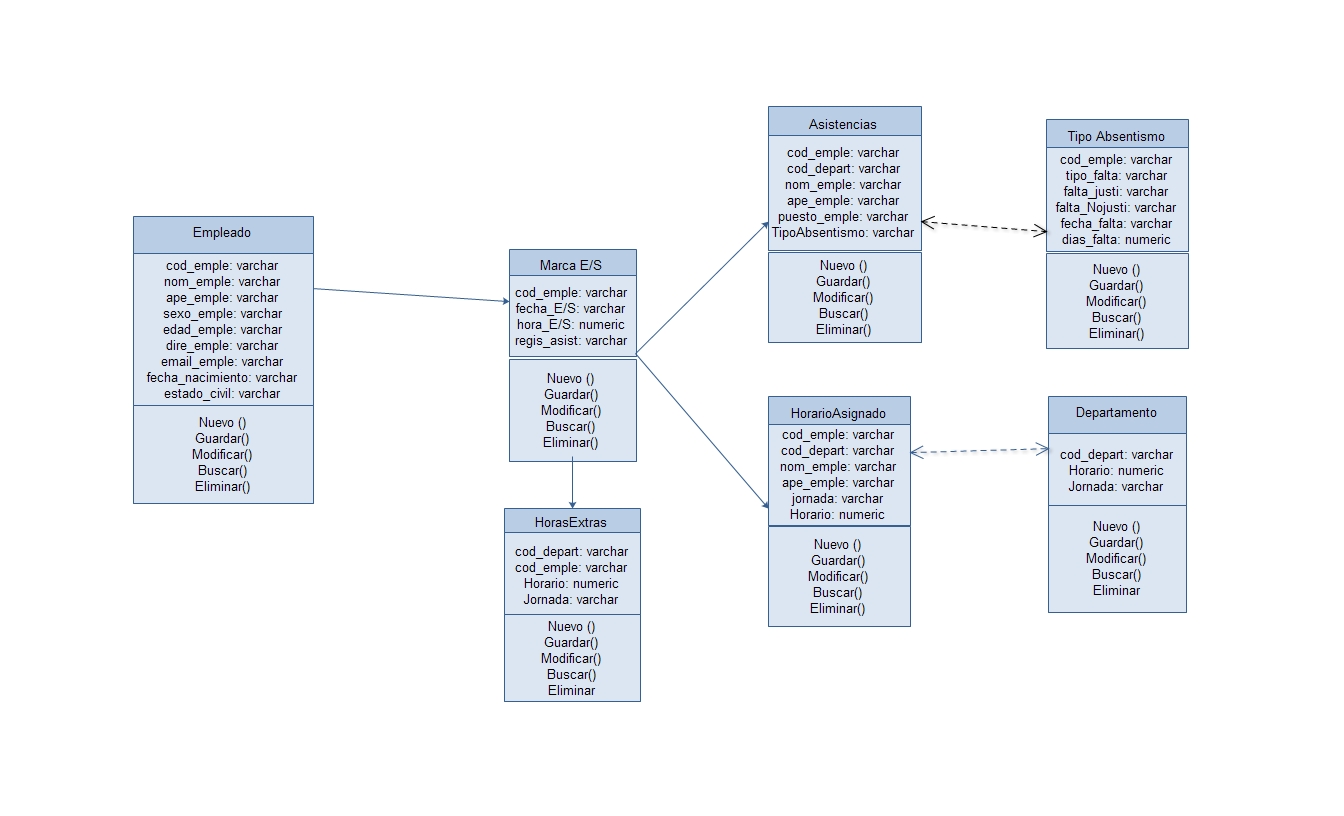 Empleado
cod_emple: varchar
nom_emple: varchar
ape_emple: varchar
sexo_emple: varchar
edad_emple: varchar
dire_emple: varchar
email_emple: varchar
fecha_nacimiento: varchar
estado_civil: varchar
Nuevo ()
Guardar()
Modificar()
Buscar()
Eliminar()
Marca E/S
cod_emple: varchar
fecha_E/S: varchar
hora_E/S: numeric
regis_asist: varchar
Nuevo ()
Guardar()
Modificar()
Buscar()
Eliminar()
HorasExtras
cod_depart: varchar
cod_emple: varchar
Horario: numeric
Jornada: varchar
Nuevo ()
Guardar()
Modificar()
Buscar()
Eliminar
Asistencias
cod_emple: varchar
cod_depart: varchar
nom_emple: varchar
ape_emple: varchar
puesto_emple: varchar
TipoAbsentismo: varchar
Nuevo ()
Guardar()
Modificar()
Buscar()
Eliminar()
Tipo Absentismo
cod_emple: varchar
tipo_falta: varchar
falta_justi: varchar
falta_Nojusti: varchar
fecha_falta: varchar
dias_falta: numeric
Nuevo ()
Guardar()
Modificar()
Buscar()
Eliminar()
HorarioAsignado
cod_emple: varchar
cod_depart: varchar
nom_emple: varchar
ape_emple: varchar
jornada: varchar
Horario: numeric
Nuevo ()
Guardar()
Modificar()
Buscar()
Eliminar()
Departamento
cod_depart: varchar
Horario: numeric
Jornada: varchar
Nuevo ()
Guardar()
Modificar()
Buscar()
Eliminar